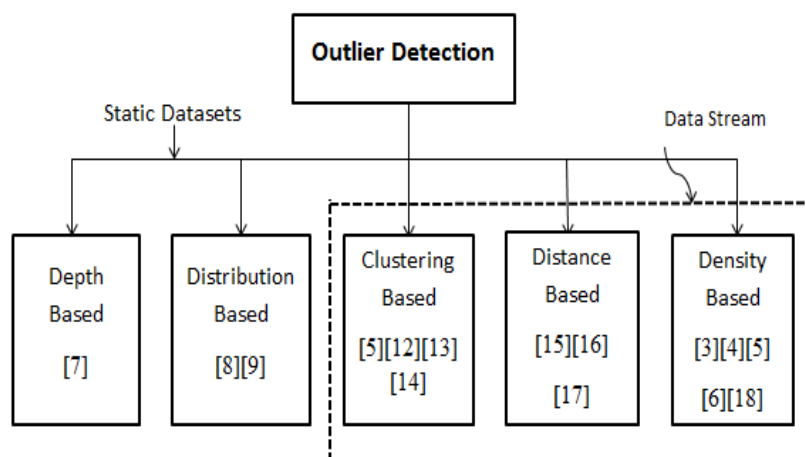 Outlier Detection
Static Datasets
Data Stream
Depth
Based
[7]
Distribution
Based
[8][9]
Clustering
Based
[5][12][13]
[14]
Distance
Based
[15][16]
[17]
Density
Based
[3][4][5]
[6][18]